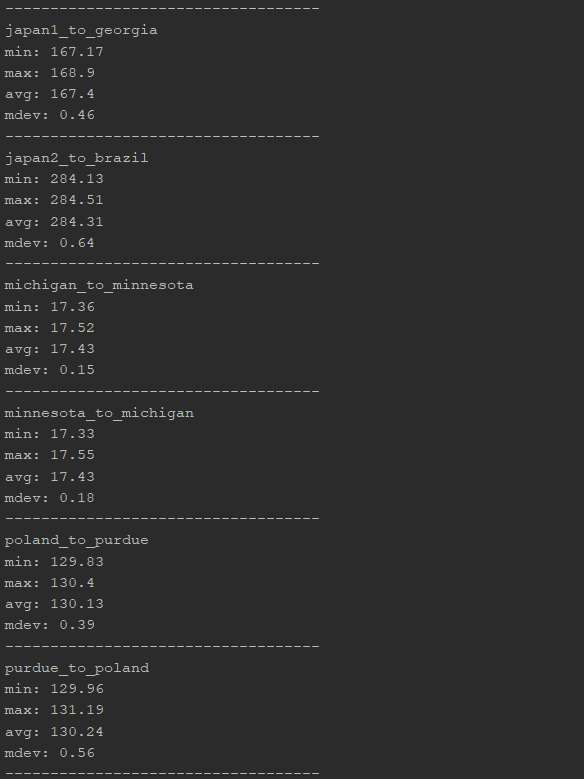 -----------------------------------
japan1_to_georgia
min: 167.17
max: 168.9
avg: 167.4
mdev: 0.46
-----------------------------------
japan2_to_brazil
min: 284.13
max: 284.51
avg: 284.31
mdev: 0.64
-----------------------------------
michigan_to_minnesota
min: 17.36
max: 17.52
avg: 17.43
mdev: 0.15
-----------------------------------
minnesota_to_michigan
min: 17.33
max: 17.55
avg: 17.43
mdev: 0.18
-----------------------------------
poland_to_purdue
min: 129.83
max: 130.4
avg: 130.13
mdev: 0.39
-----------------------------------
purdue_to_poland
min: 129.96
max: 131.19
avg: 130.24
mdev: 0.56
-----------------------------------